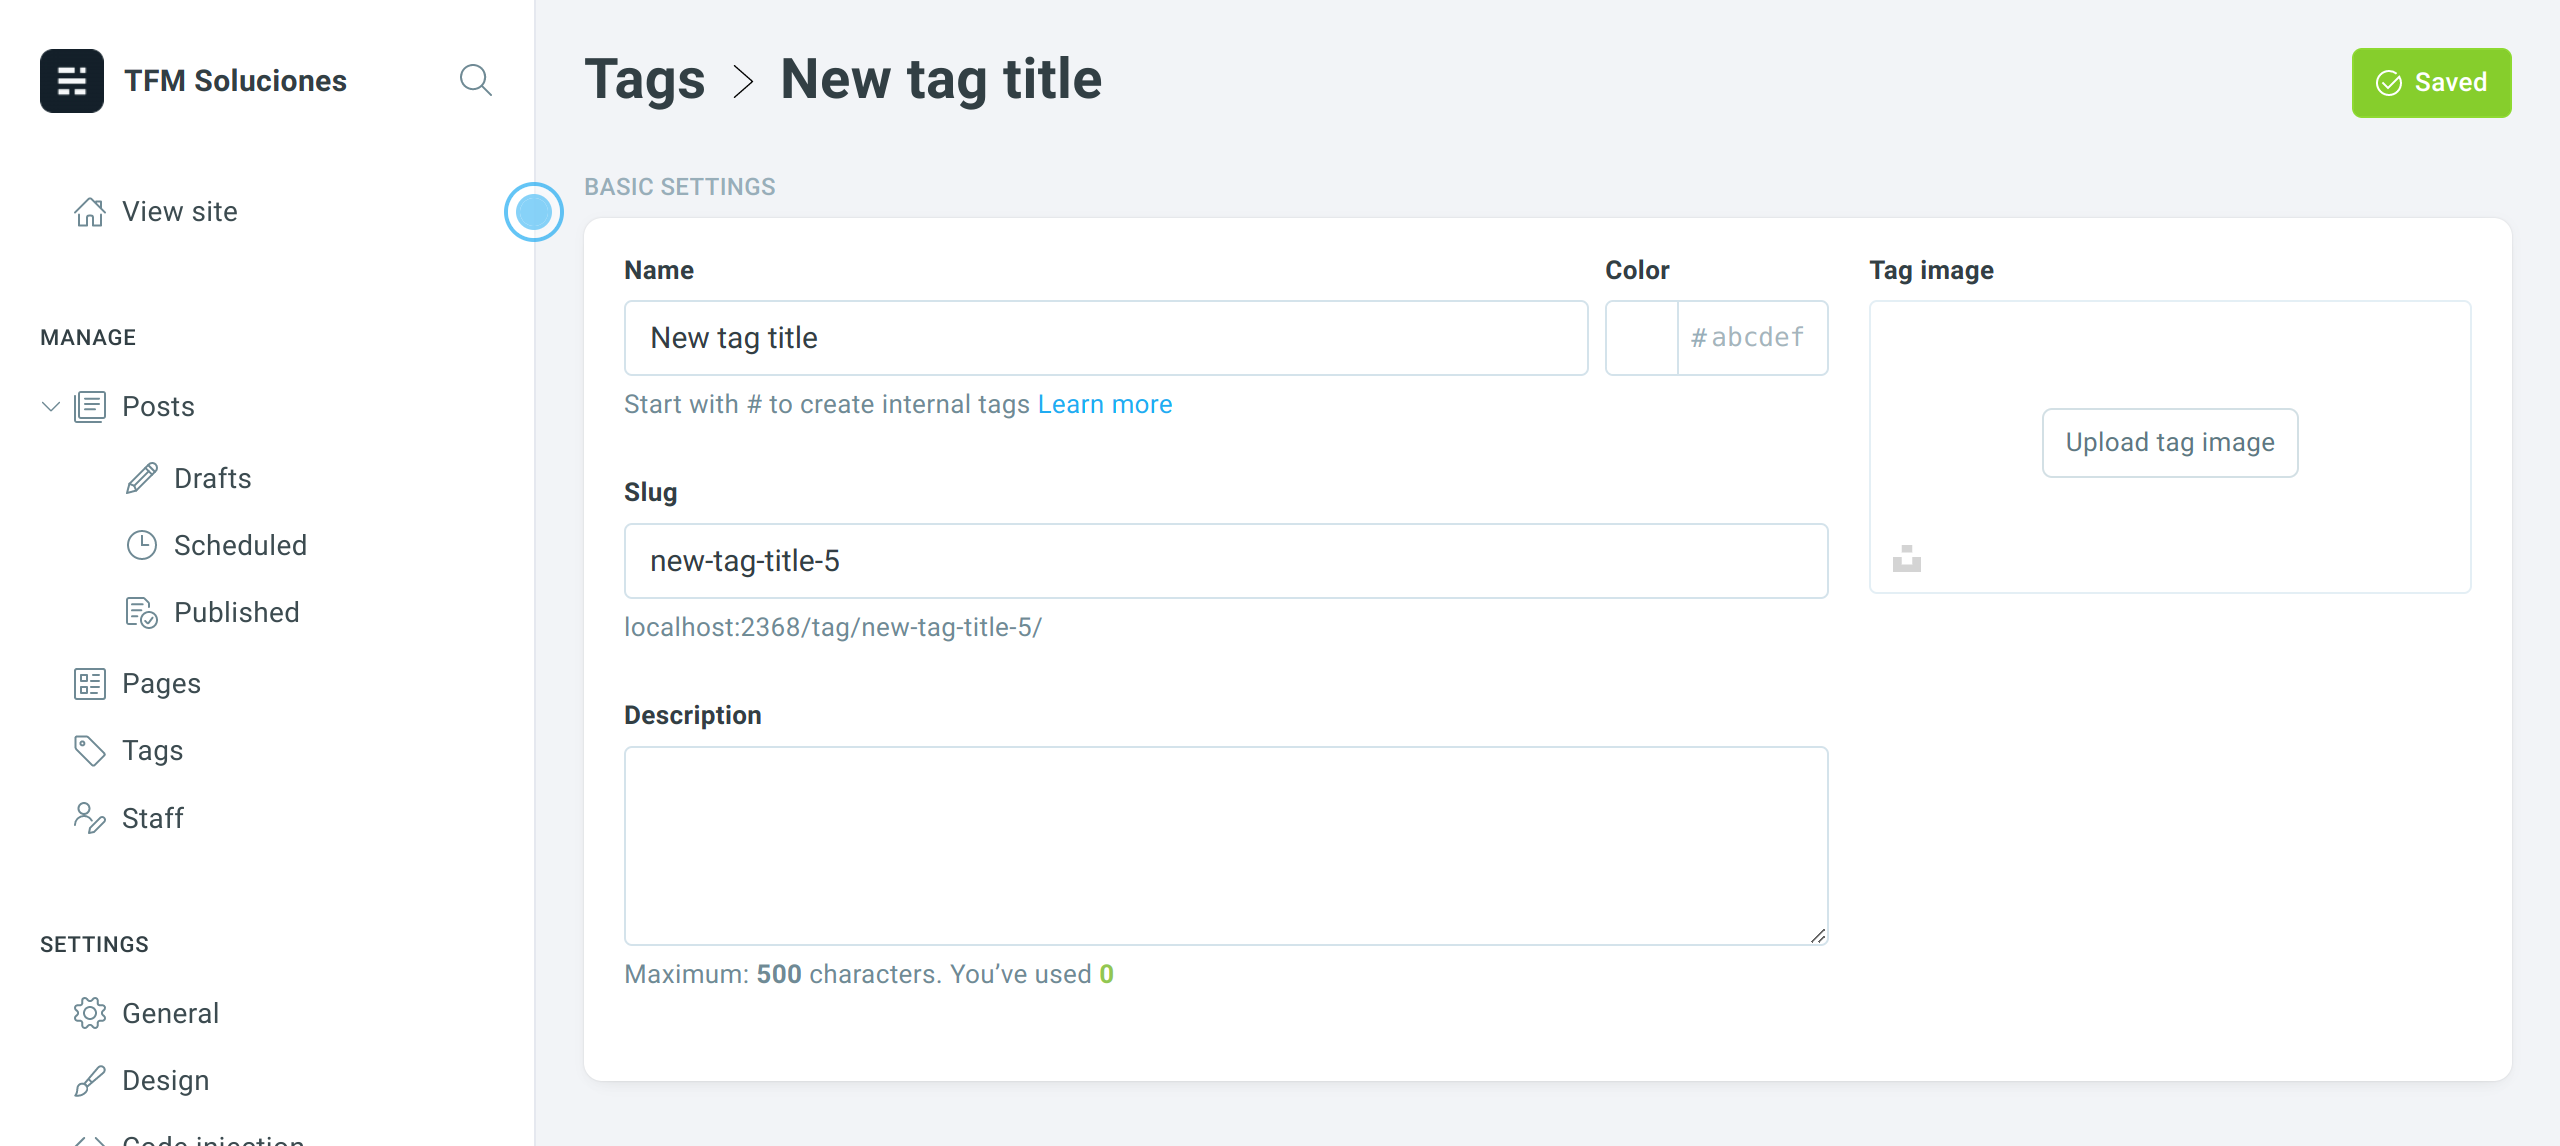 TFM Soluciones
View site
MANAGE
Posts
Drafts
Scheduled
Published
Pages
Tags
Staff
SETTINGS
General
Design
Code injection
Tags > New tag title
Saved
BASIC SETTINGS
Name
New tag title
Start with # to create internal tags Learn more
Color
#abcdef
Slug
new-tag-title-5
localhost:2368/tag/new-tag-title-5/
Description
Maximum: 500 characters. You’ve used 0
Tag image
Upload tag image